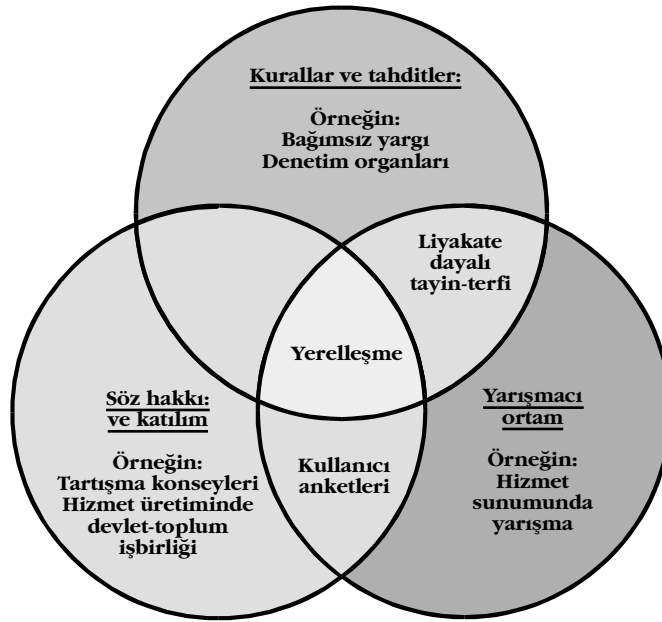 Kurallar ve tahditler:
Örneğin:
Bağımsız yargı
Denetim organları
Liyakate
dayalı
tayin-terfi
Yerelleşme
Söz hakkı:
ve katılım
Örneğin:
Tartışma konseyleri
Hizmet üretiminde
devlet-toplum
işbirliği
Kullanıcı
anketleri
Yarışmacı
ortam
Örneğin:
Hizmet
sunumunda
yarışma